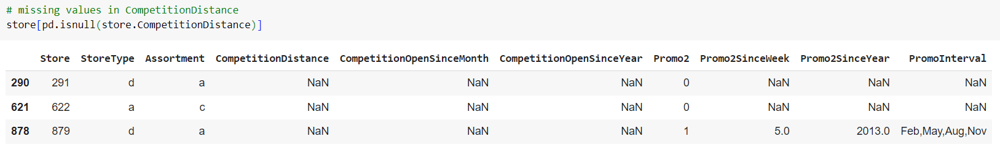 # missing values in CompetitionDistance
store[pd.isnull(store.CompetitionDistance)]
Store StoreType Assortment CompetitionDistance CompetitionOpenSinceMonth CompetitionOpenSinceYear Promo2 Promo2SinceWeek Promo2SinceYear PromoInterval
290 291 d a NaN NaN NaN 0 NaN NaN NaN
621 622 a c NaN NaN NaN 0 NaN NaN NaN
878 879 d a NaN NaN NaN 1 5.0 2013.0 Feb,May,Aug,Nov